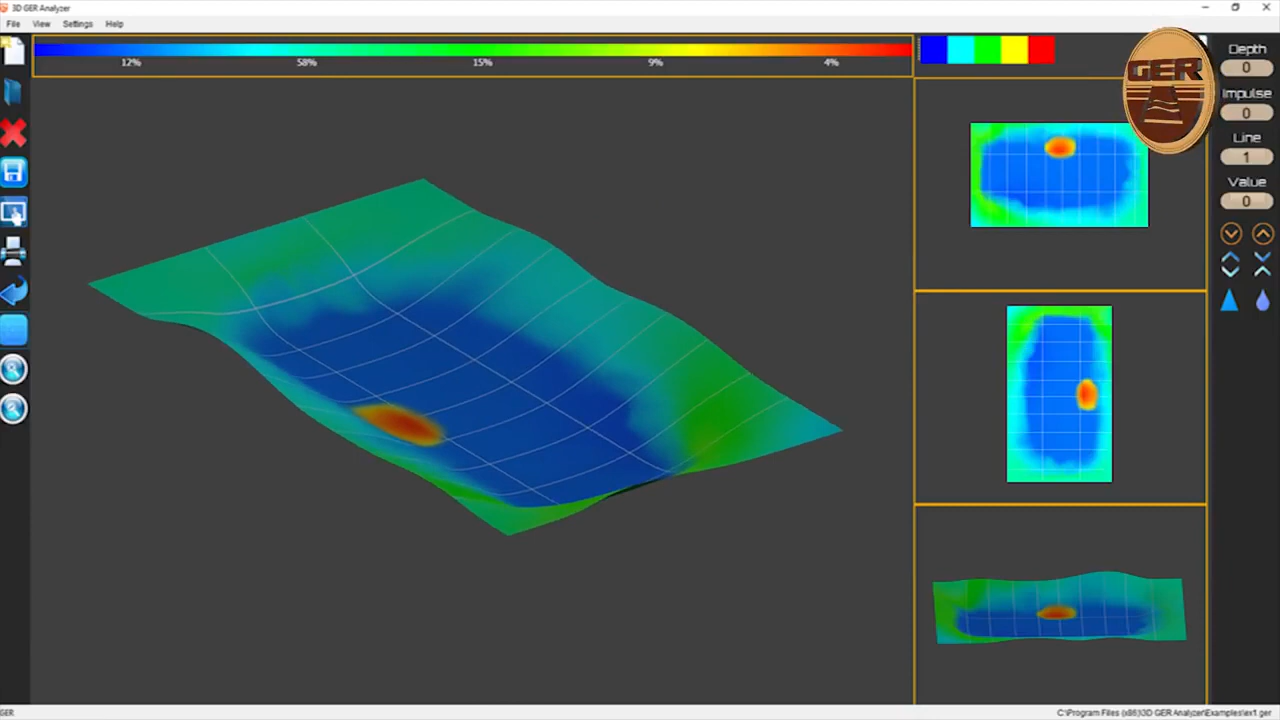 3D GER Analyzer
File View Settings Help
12% 58% 15% 9% 4%
GER
Depth
0
Impulse
0
Line
1
Value
0
GER
C:\Program Files (x86)\3D GER Analyzer\Examples\ex1.ger